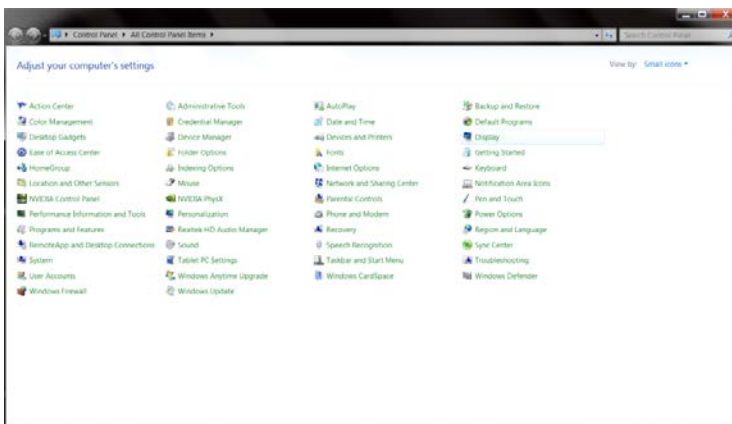 Control Panel All Control Panel Items
Search Control Panel
Adjust your computer's settings
View by: Small icons
Action Center Administrative Tools AutoPlay Backup and Restore
Color Management Credential Manager Date and Time Default Programs
Desktop Gadgets Device Manager Devices and Printers Display
Ease of Access Center Folder Options Fonts Getting Started
HomeGroup Indexing Options Internet Options Keyboard
Location and Other Sensors Mouse Network and Sharing Center Notification Area Icons
NVIDIA Control Panel NVIDIA PhysX Parental Controls Pen and Touch
Performance Information and Tools Personalization Phone and Modem Power Options
Programs and Features Realtek HD Audio Manager Recovery Region and Language
RemoteApp and Desktop Connections Sound Speech Recognition Sync Center
System Tablet PC Settings Taskbar and Start Menu Troubleshooting
User Accounts Windows Anytime Upgrade Windows CardSpace Windows Defender
Windows Firewall Windows Update